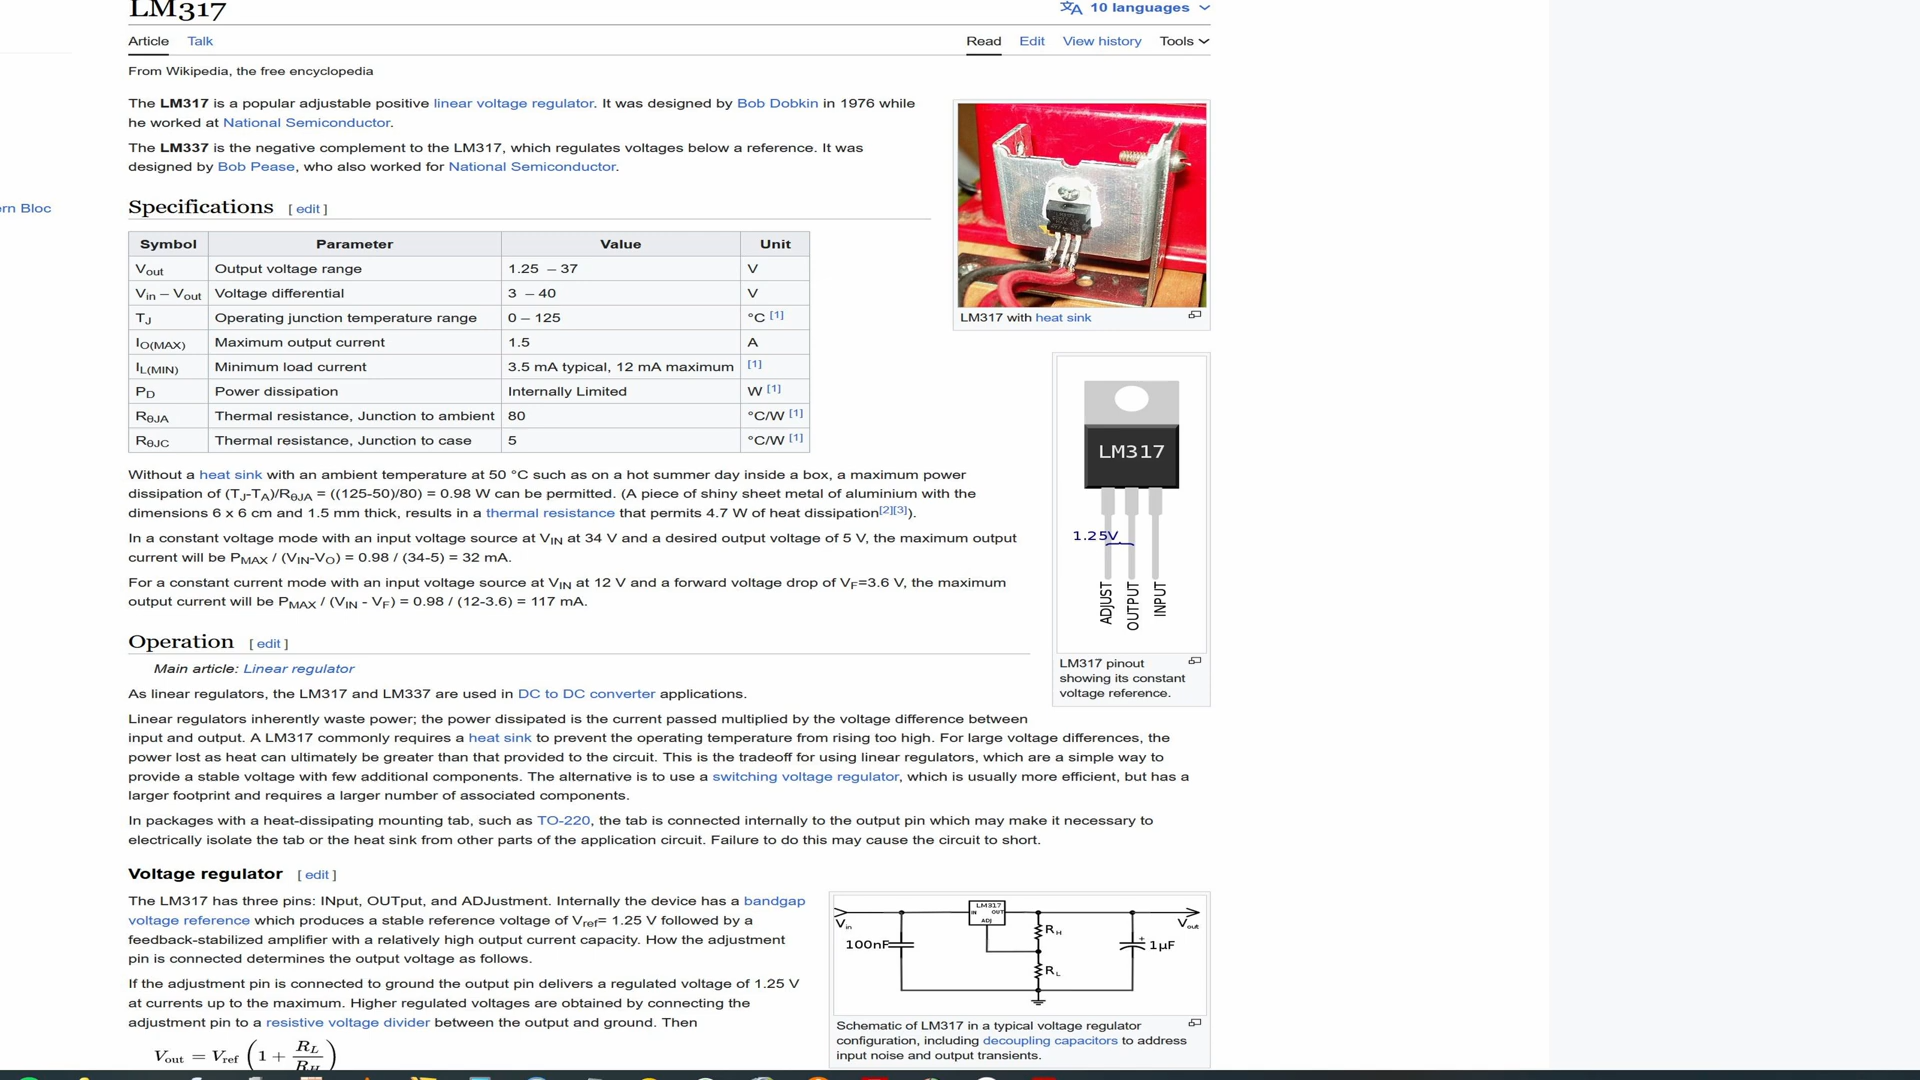 LM317
10 languages
Article Talk Read Edit View history Tools
From Wikipedia, the free encyclopedia
The LM317 is a popular adjustable positive linear voltage regulator. It was designed by Bob Dobkin in 1976 while
he worked at National Semiconductor.
The LM337 is the negative complement to the LM317, which regulates voltages below a reference. It was
designed by Bob Pease, who also worked for National Semiconductor.
ern Bloc
Specifications [ edit ]
Symbol Parameter Value Unit
Vout Output voltage range 1.25 – 37 V
Vin – Vout Voltage differential 3 – 40 V
TJ Operating junction temperature range 0 – 125 °C [1]
IO(MAX) Maximum output current 1.5 A
IL(MIN) Minimum load current 3.5 mA typical, 12 mA maximum [1]
PD Power dissipation Internally Limited W [1]
RθJA Thermal resistance, Junction to ambient 80 °C/W [1]
RθJC Thermal resistance, Junction to case 5 °C/W [1]
LM317 with heat sink
LM317
1.25V
ADJUST
OUTPUT
INPUT
LM317 pinout
showing its constant
voltage reference.
Without a heat sink with an ambient temperature at 50 °C such as on a hot summer day inside a box, a maximum power
dissipation of (TJ-TA)/RθJA = ((125-50)/80) = 0.98 W can be permitted. (A piece of shiny sheet metal of aluminium with the
dimensions 6 x 6 cm and 1.5 mm thick, results in a thermal resistance that permits 4.7 W of heat dissipation[2][3]).
In a constant voltage mode with an input voltage source at VIN at 34 V and a desired output voltage of 5 V, the maximum output
current will be PMAX / (VIN-VO) = 0.98 / (34-5) = 32 mA.
For a constant current mode with an input voltage source at VIN at 12 V and a forward voltage drop of VF=3.6 V, the maximum
output current will be PMAX / (VIN - VF) = 0.98 / (12-3.6) = 117 mA.
Operation [ edit ]
Main article: Linear regulator
As linear regulators, the LM317 and LM337 are used in DC to DC converter applications.
Linear regulators inherently waste power; the power dissipated is the current passed multiplied by the voltage difference between
input and output. A LM317 commonly requires a heat sink to prevent the operating temperature from rising too high. For large voltage differences, the
power lost as heat can ultimately be greater than that provided to the circuit. This is the tradeoff for using linear regulators, which are a simple way to
provide a stable voltage with few additional components. The alternative is to use a switching voltage regulator, which is usually more efficient, but has a
larger footprint and requires a larger number of associated components.
In packages with a heat-dissipating mounting tab, such as TO-220, the tab is connected internally to the output pin which may make it necessary to
electrically isolate the tab or the heat sink from other parts of the application circuit. Failure to do this may cause the circuit to short.
Voltage regulator [ edit ]
The LM317 has three pins: INput, OUTput, and ADJustment. Internally the device has a bandgap
voltage reference which produces a stable reference voltage of Vref= 1.25 V followed by a
feedback-stabilized amplifier with a relatively high output current capacity. How the adjustment
pin is connected determines the output voltage as follows.
If the adjustment pin is connected to ground the output pin delivers a regulated voltage of 1.25 V
at currents up to the maximum. Higher regulated voltages are obtained by connecting the
adjustment pin to a resistive voltage divider between the output and ground. Then
Vout = Vref (1 + RL/RH)
LM317
IN OUT
ADJ
Vin
Vout
100nF
RH
RL
+
1µF
Schematic of LM317 in a typical voltage regulator
configuration, including decoupling capacitors to address
input noise and output transients.